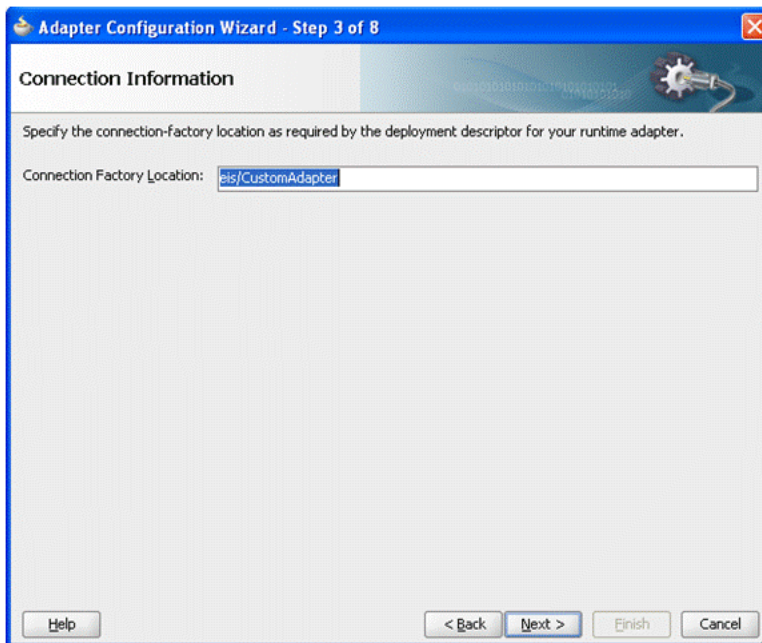 Adapter Configuration Wizard - Step 3 of 8
Connection Information
Specify the connection-factory location as required by the deployment descriptor for your runtime adapter.
Connection Factory Location: eis/CustomAdapter
Help < Back Next > Finish Cancel